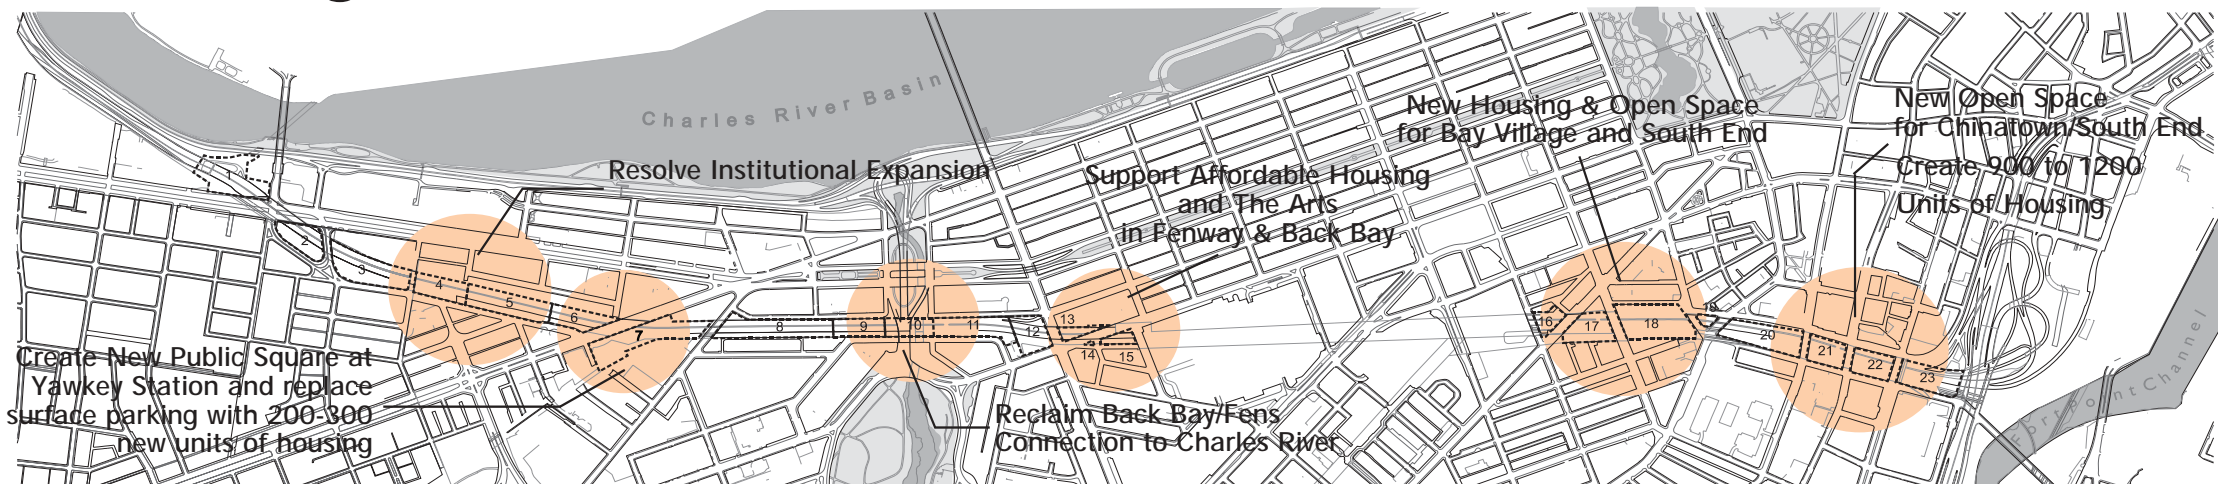 Charles River Basin
Resolve Institutional Expansion
Support Affordable Housing
and The Arts
in Fenway & Back Bay
New Housing & Open Space
for Bay Village and South End
New Open Space
for Chinatown/South End
Create 900 to 1200
Units of Housing
Create New Public Square at
Yawkey Station and replace
surface parking with 200-300
new units of housing
Reclaim Back Bay/Fens
Connection to Charles River
Fort Point Channel
1
2
3
4
5
6
7
8
9
10
11
12
13
14
15
16
17
18
19
20
21
22
23